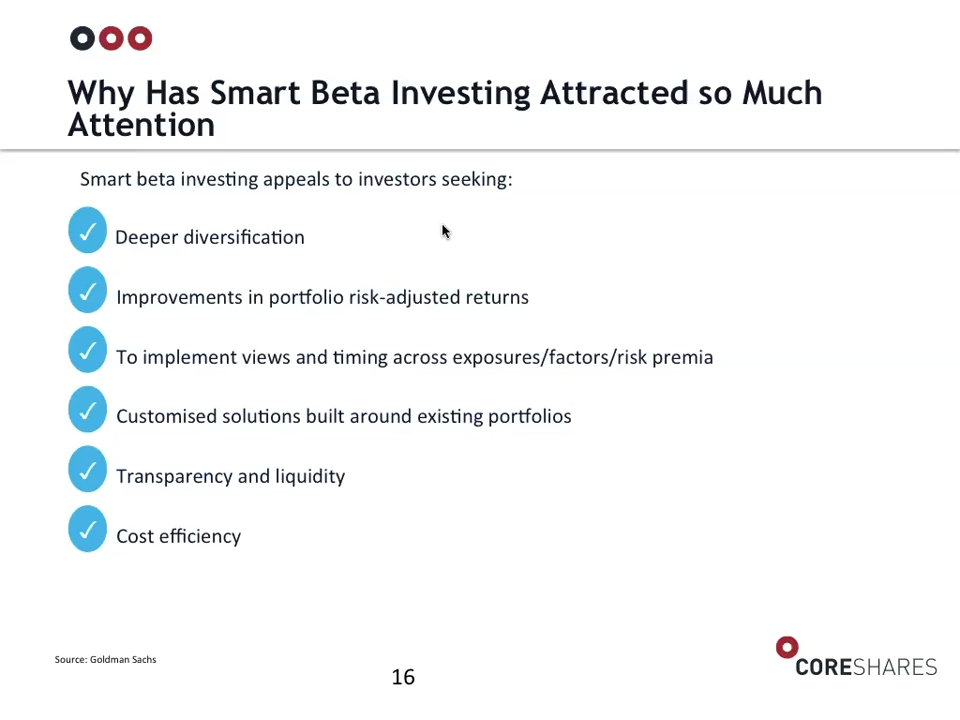 Why Has Smart Beta Investing Attracted so Much
Attention
Smart beta investing appeals to investors seeking:
Deeper diversification
Improvements in portfolio risk-adjusted returns
To implement views and timing across exposures/factors/risk premia
Customised solutions built around existing portfolios
Transparency and liquidity
Cost efficiency
Source: Goldman Sachs
16
CORESHARES